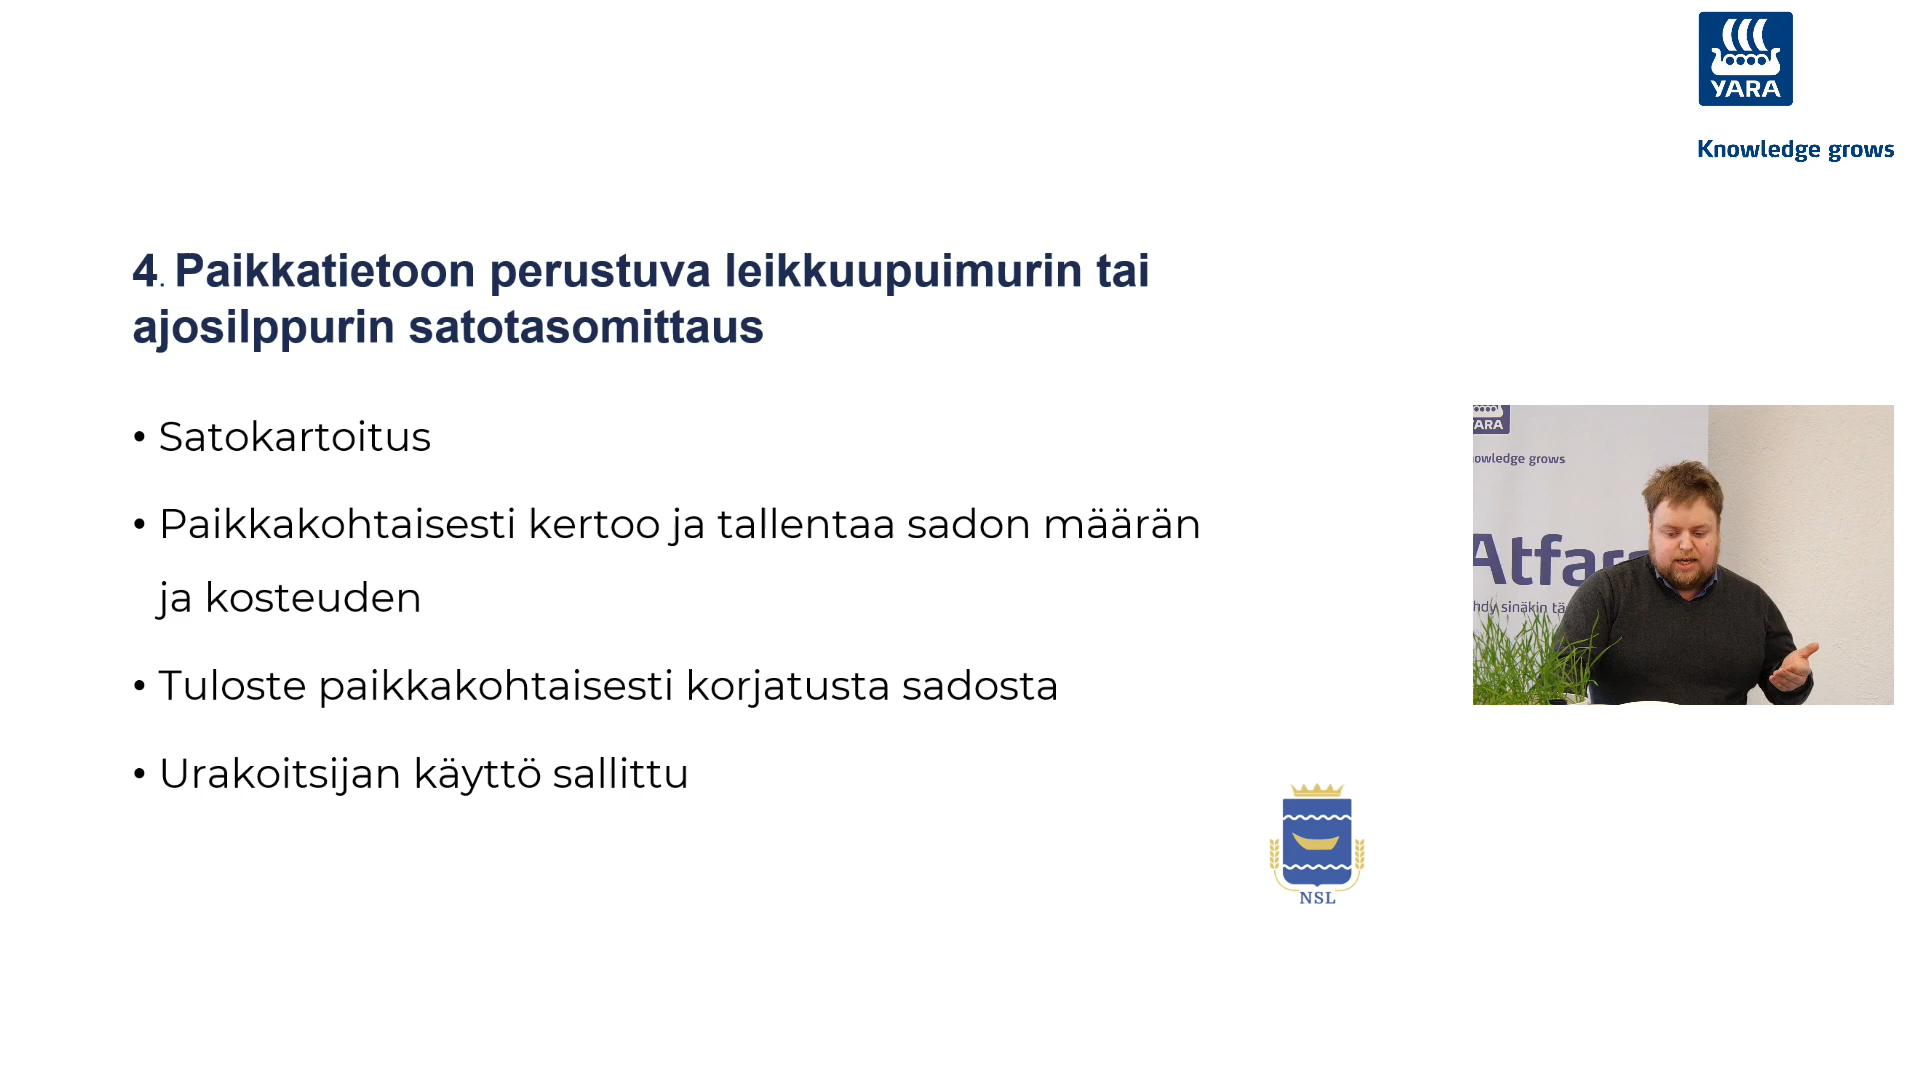 YARA
Knowledge grows
4. Paikkatietoon perustuva leikkuupuimurin tai
ajosilppurin satotasomittaus
• Satokartoitus
• Paikkakohtaisesti kertoo ja tallentaa sadon määrän
ja kosteuden
• Tuloste paikkakohtaisesti korjatusta sadosta
• Urakoitsijan käyttö sallittu
ARA
owledge grows
Atfar
hdy sinäkin tä
NSL